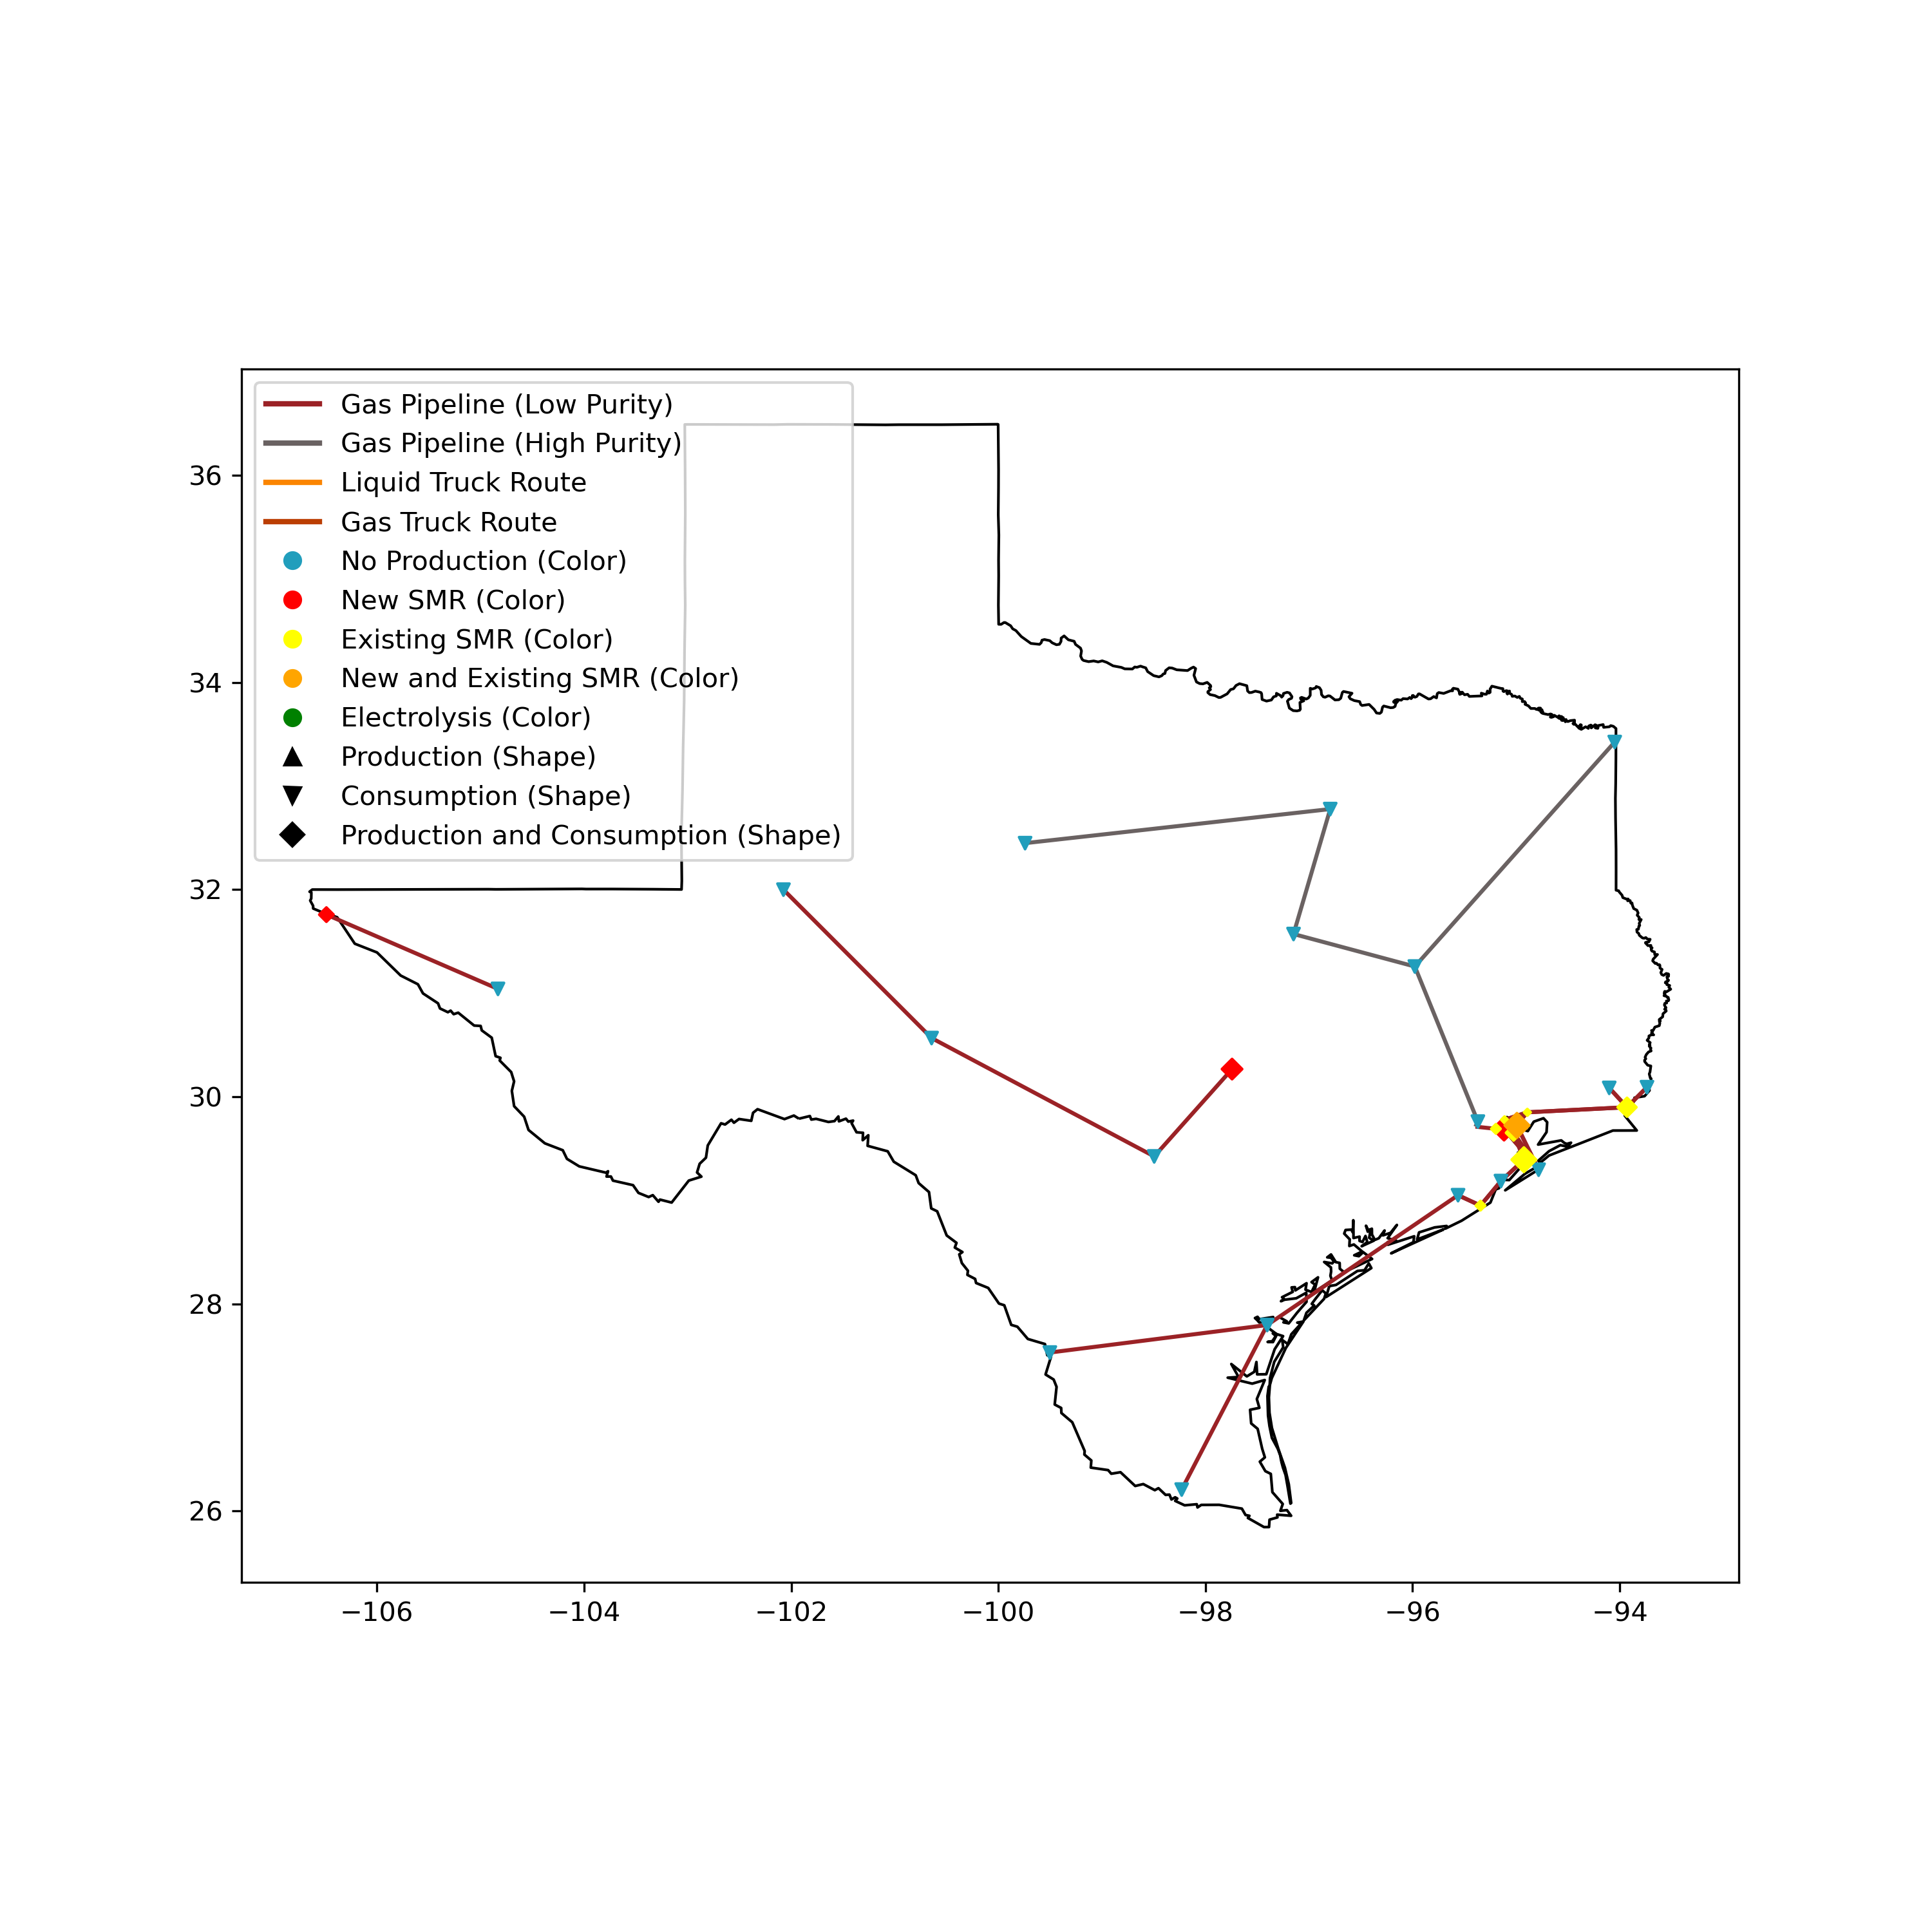 Gas Pipeline (Low Purity)
Gas Pipeline (High Purity)
Liquid Truck Route
Gas Truck Route
No Production (Color)
New SMR (Color)
Existing SMR (Color)
New and Existing SMR (Color)
Electrolysis (Color)
Production (Shape)
Consumption (Shape)
Production and Consumption (Shape)
36
34
32
30
28
26
−106 −104 −102 −100 −98 −96 −94